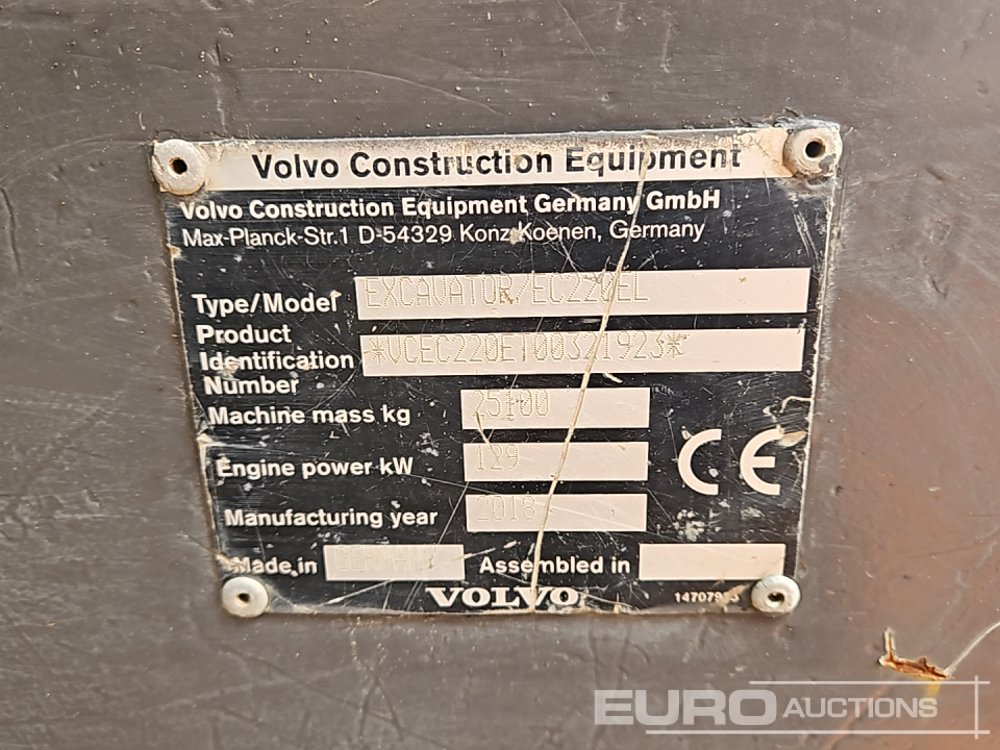 Volvo Construction Equipment
Volvo Construction Equipment Germany GmbH
Max-Planck-Str.1 D-54329 Konz-Koenen, Germany
Type/Model EXCAVATOR/EC220EL
Product
Identification *VCEC220ET00321923*
Number
Machine mass kg 25100
Engine power kW 129
Manufacturing year 2018
Made in GERMANY Assembled in
VOLVO
EURO AUCTIONS